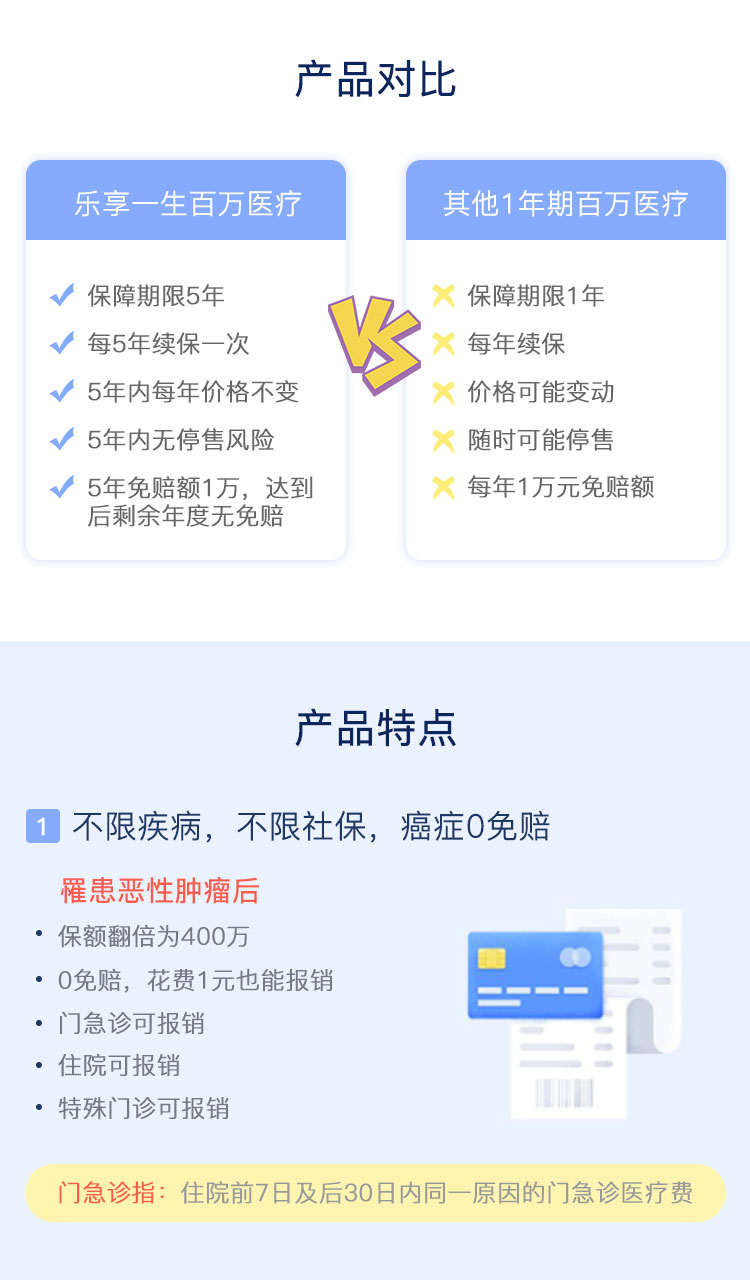 产品对比
乐享一生百万医疗
保障期限5年
每5年续保一次
5年内每年价格不变
5年内无停售风险
5年免赔额1万，达到
后剩余年度无免赔
VS
其他1年期百万医疗
保障期限1年
每年续保
价格可能变动
随时可能停售
每年1万元免赔额
产品特点
1 不限疾病，不限社保，癌症0免赔
罹患恶性肿瘤后
• 保额翻倍为400万
• 0免赔，花费1元也能报销
• 门急诊可报销
• 住院可报销
• 特殊门诊可报销
门急诊指：住院前7日及后30日内同一原因的门急诊医疗费